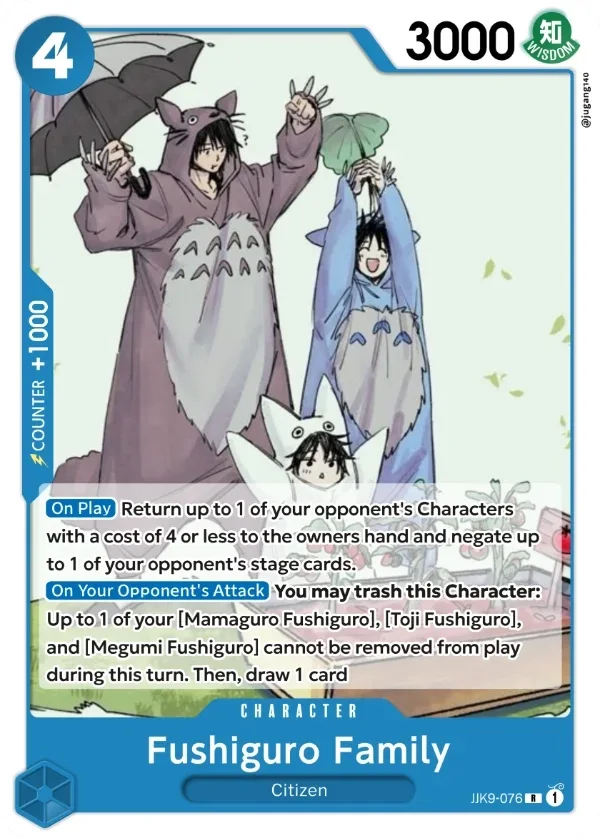 4
3000
知
WISDOM
@jngang140
?
COUNTER +1000
On Play Return up to 1 of your opponent's Characters
with a cost of 4 or less to the owners hand and negate up
to 1 of your opponent's stage cards.
On Your Opponent's Attack You may trash this Character:
Up to 1 of your [Mamaguro Fushiguro], [Toji Fushiguro],
and [Megumi Fushiguro] cannot be removed from play
during this turn. Then, draw 1 card
CHARACTER
Fushiguro Family
Citizen
JJK9-076 R 1